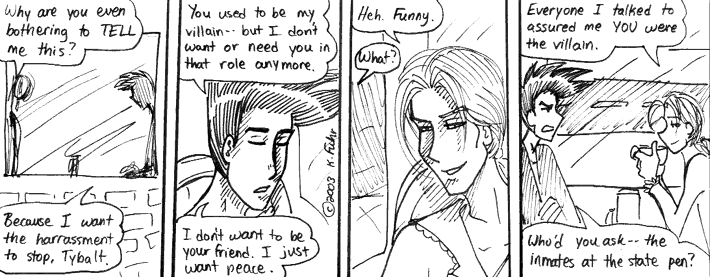 Why are you even
bothering to TELL
me this?
Because I want
the harrassment
to stop, Tybalt.
You used to be my
villain-- but I don't
want or need you in
that role anymore.
I don't want to be
your friend. I just
want peace.
©2003 K. Fuhr
Heh. Funny.
What?
Everyone I talked to
assured me YOU were
the villain.
Who'd you ask-- the
inmates at the state pen?